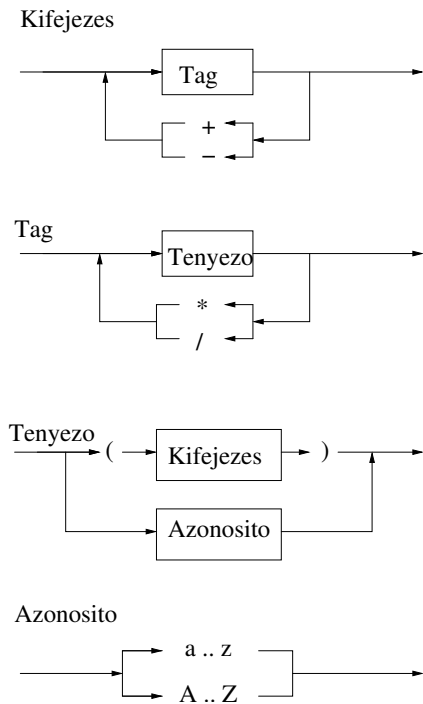 Kifejezes
Tag
+
−
Tag
Tenyezo
*
/
Tenyezo
( Kifejezes )
Azonosito
Azonosito
a .. z
A .. Z